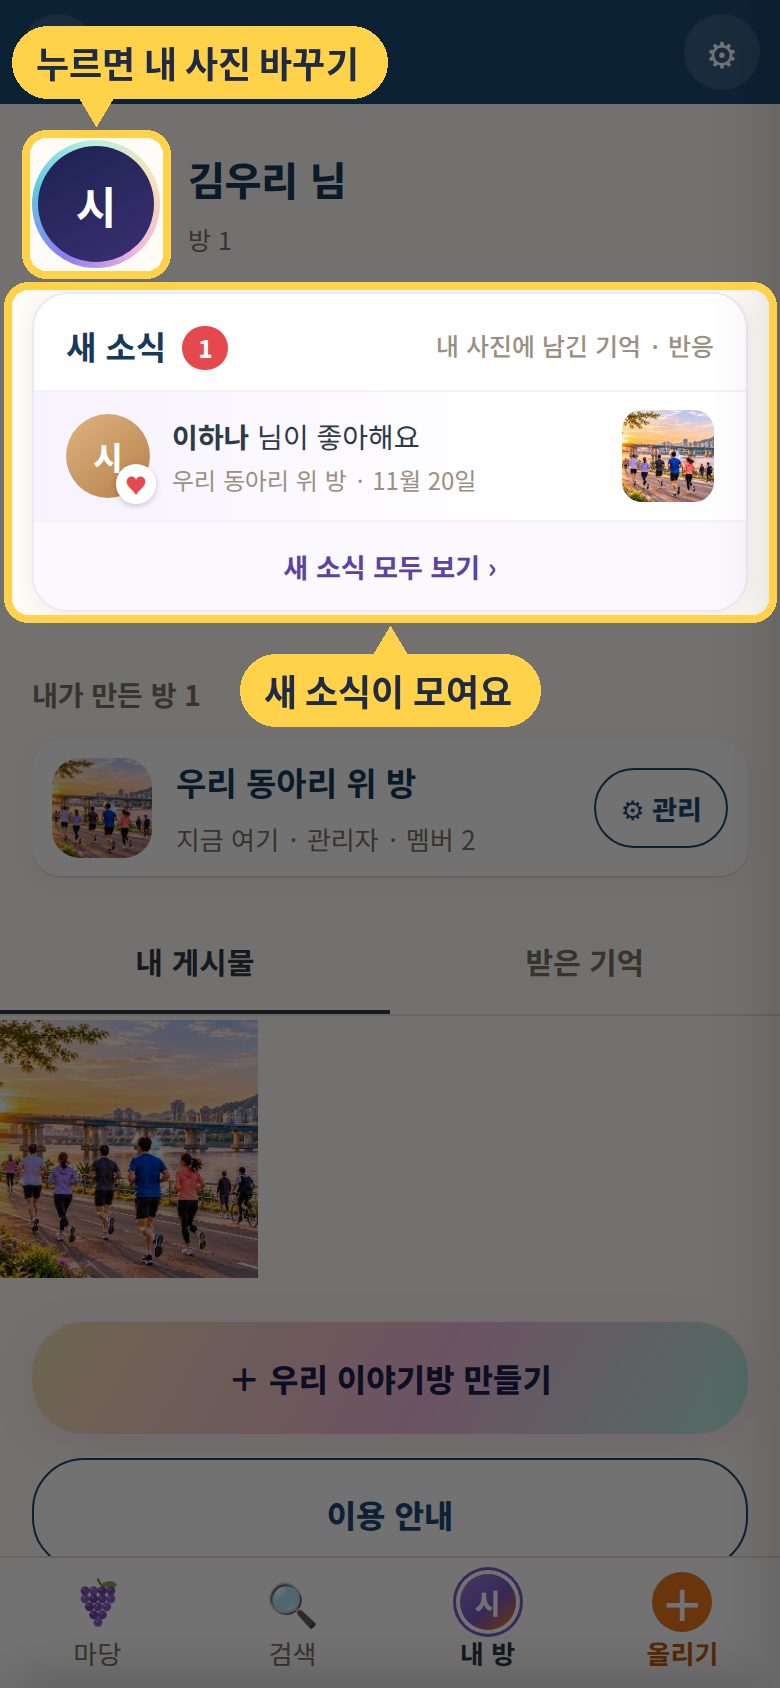 누르면 내 사진 바꾸기
시
김우리 님
방 1
새 소식 1
내 사진에 남긴 기억 · 반응
시
이하나 님이 좋아해요
우리 동아리 위 방 · 11월 20일
새 소식 모두 보기 ›
새 소식이 모여요
내가 만든 방 1
우리 동아리 위 방
지금 여기 · 관리자 · 멤버 2
관리
내 게시물
받은 기억
+ 우리 이야기방 만들기
이용 안내
마당
검색
시
내 방
올리기